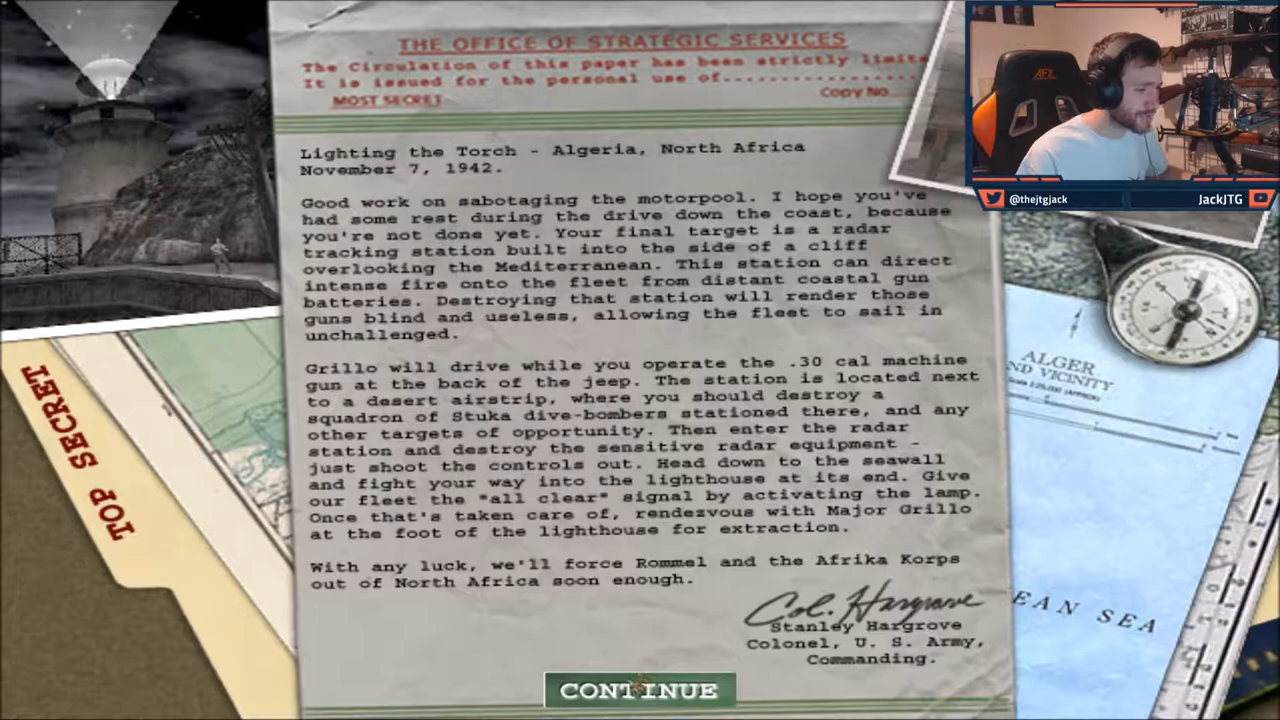 THE OFFICE OF STRATEGIC SERVICES
The Circulation of this paper has been strictly
It is issued for the personal use of
MOST SECRET
Copy No
Lighting the Torch - Algeria, North Africa
November 7, 1942.
Good work on sabotaging the motorpool. I hope you've
had some rest during the drive down the coast, because
you're not done yet. Your final target is a radar
tracking station built into the side of a cliff
overlooking the Mediterranean. This station can direct
intense fire onto the fleet from distant coastal gun
batteries. Destroying that station will render those
guns blind and useless, allowing the fleet to sail in
unchallenged.
Grillo will drive while you operate the .30 cal machine
gun at the back of the jeep. The station is located next
to a desert airstrip, where you should destroy a
squadron of Stuka dive-bombers stationed there, and any
other targets of opportunity. Then enter the radar
station and destroy the sensitive radar equipment -
just shoot the controls out. Head down to the seawall
and fight your way into the lighthouse at its end. Give
our fleet the "all clear" signal by activating the lamp.
Once that's taken care of, rendezvous with Major Grillo
at the foot of the lighthouse for extraction.
With any luck, we'll force Rommel and the Afrika Korps
out of North Africa soon enough.
Col. Hargrove
Stanley Hargrove
Colonel, U. S. Army,
Commanding.
CONTINUE
TOP SECRET
ALGER
ND VICINITY
EAN SEA
AFX
@thejtgjack
JackJTG